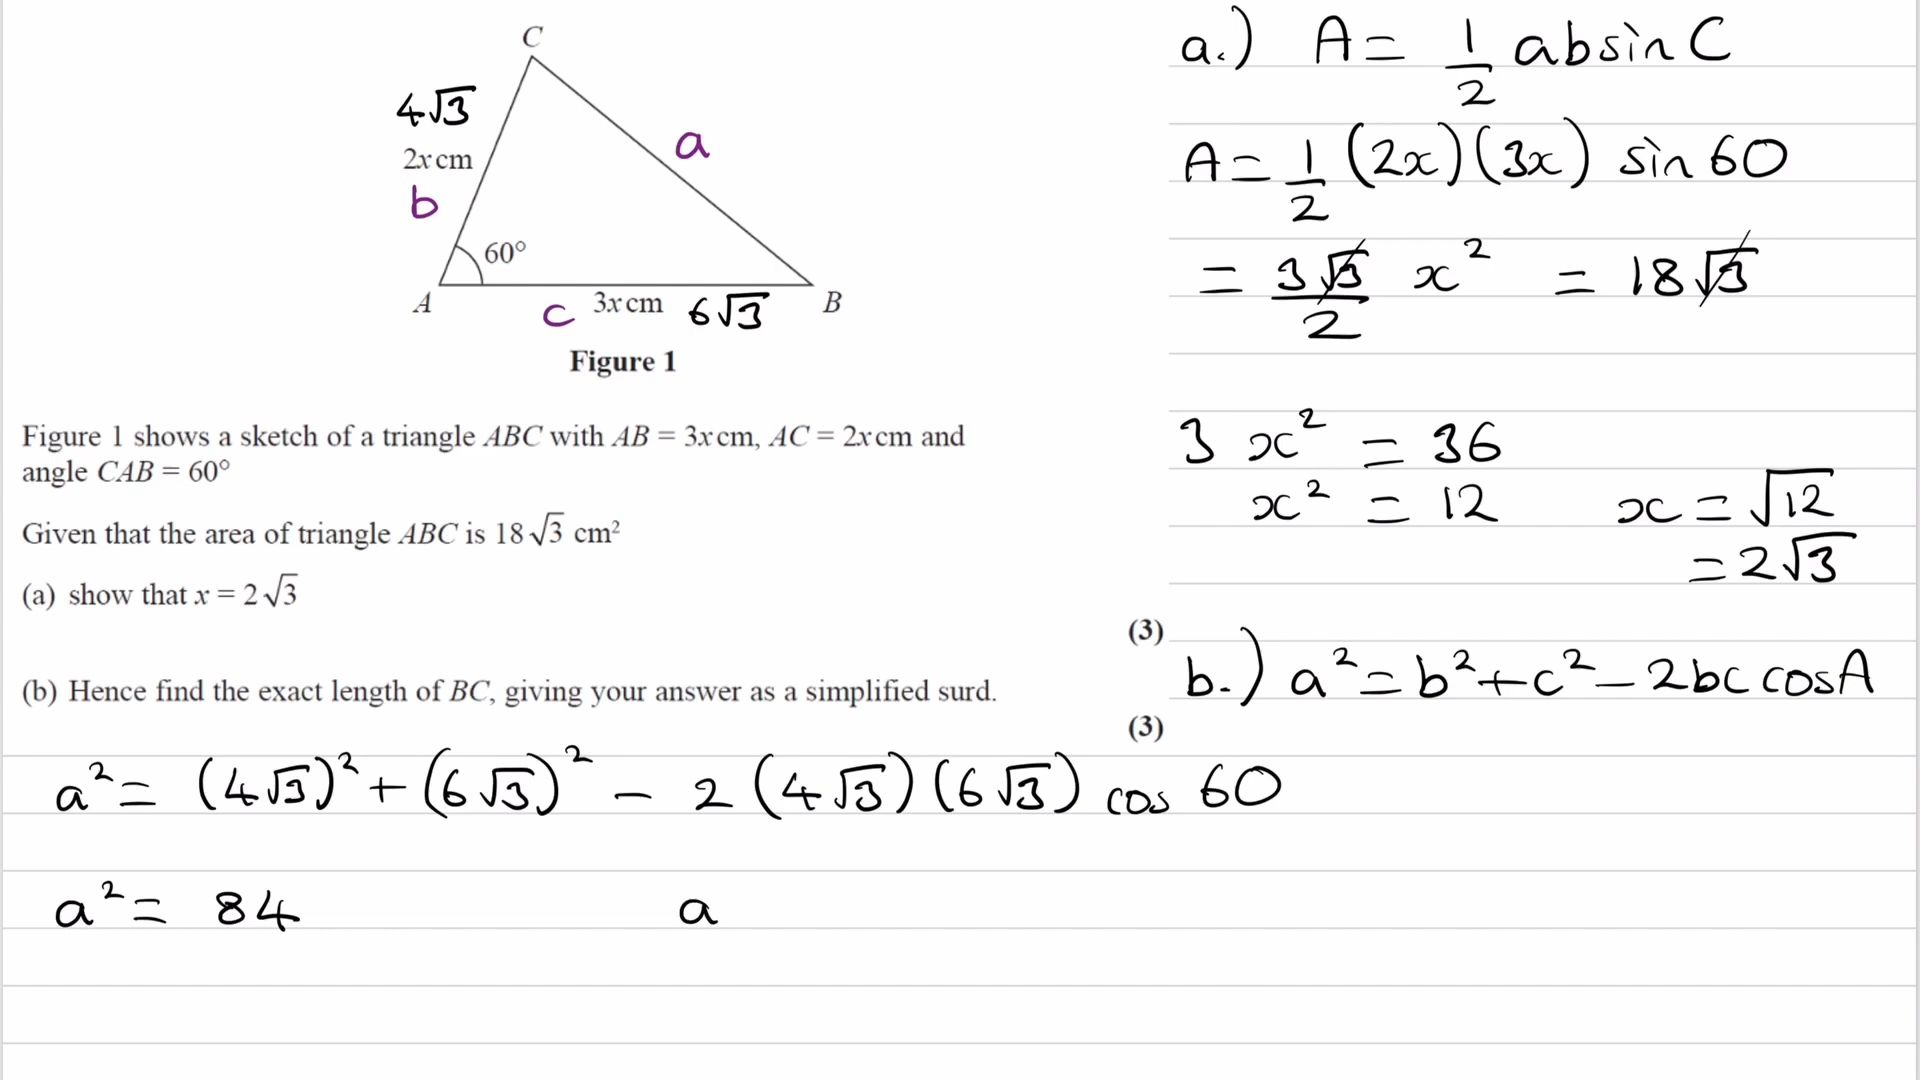 C
4√3
2x cm
a
b
60°
A
c 3x cm 6√3
B
Figure 1
Figure 1 shows a sketch of a triangle ABC with AB = 3x cm, AC = 2x cm and
angle CAB = 60°
Given that the area of triangle ABC is 18√3 cm²
(a) show that x = 2√3
(3)
(b) Hence find the exact length of BC, giving your answer as a simplified surd.
(3)
a.) A = 1/2 absinC
A = 1/2 (2x)(3x) sin 60
= 3√3/2 x² = 18√3
3 x² = 36
x² = 12 x = √12
= 2√3
b.) a² = b² + c² - 2bc cosA
a² = (4√3)² + (6√3)² - 2 (4√3)(6√3) cos 60
a² = 84 a